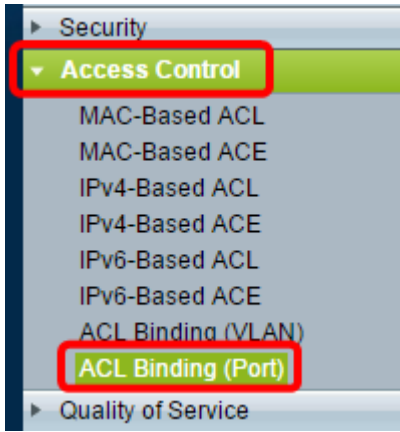 Security
Access Control
MAC-Based ACL
MAC-Based ACE
IPv4-Based ACL
IPv4-Based ACE
IPv6-Based ACL
IPv6-Based ACE
ACL Binding (VLAN)
ACL Binding (Port)
Quality of Service